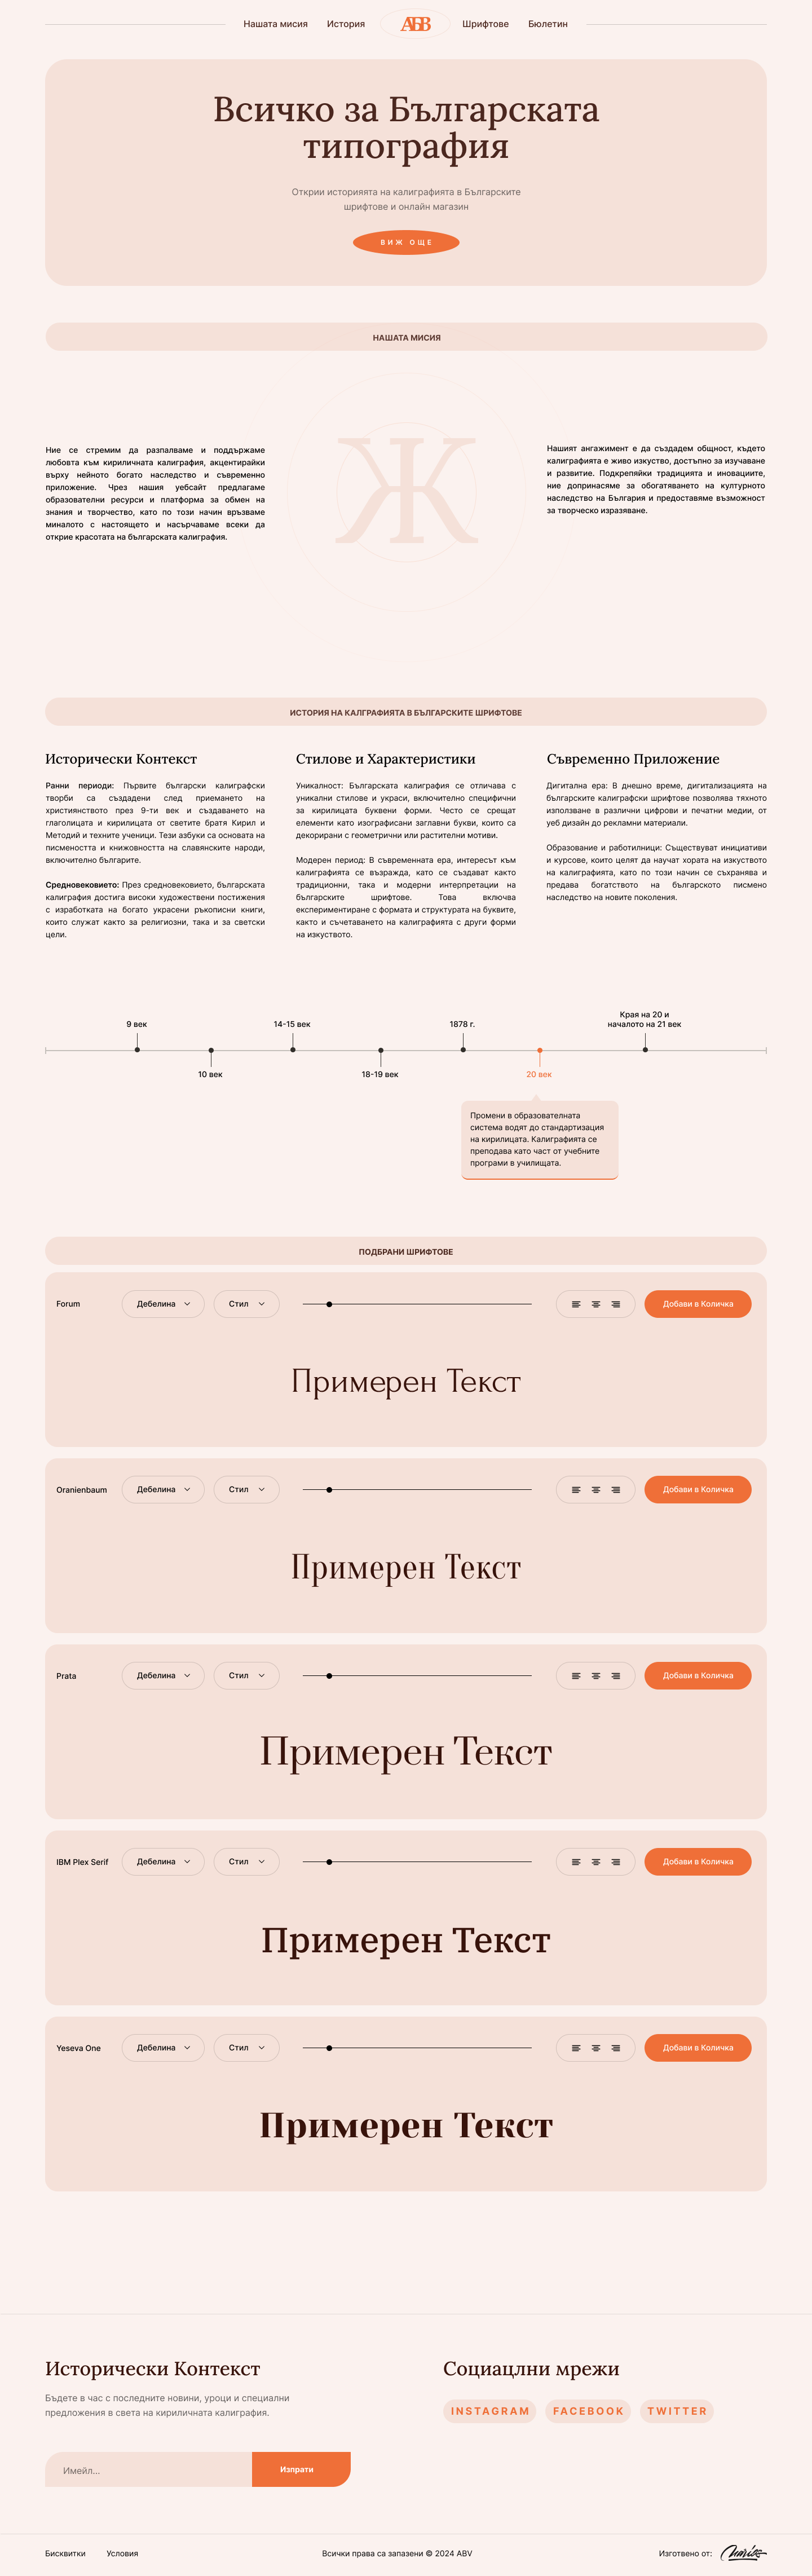 Нашата мисия
История
АБВ
Шрифтове
Бюлетин
Всичко за Българската
типография
Открии историята на калиграфията в Българските
шрифтове и онлайн магазин
ВИЖ ОЩЕ
НАШАТА МИСИЯ
Ние се стремим да разпалваме и поддържаме
любовта към кириличната калиграфия, акцентирайки
върху нейното богато наследство и съвременно
приложение. Чрез нашия уебсайт предлагаме
образователни ресурси и платформа за обмен на
знания и творчество, като по този начин връзваме
миналото с настоящето и насърчаваме всеки да
открие красотата на българската калиграфия.
Ж
Нашият ангажимент е да създадем общност, където
калиграфията е живо изкуство, достъпно за изучаване
и развитие. Подкрепяйки традицията и иновациите,
ние допринасяме за обогатяването на културното
наследство на България и предоставяме възможност
за творческо изразяване.
ИСТОРИЯ НА КАЛГРАФИЯТА В БЪЛГАРСКИТЕ ШРИФТОВЕ
Исторически Контекст
Ранни периоди: Първите български калиграфски
творби са създадени след приемането на
християнството през 9-ти век и създаването на
глаголицата и кирилицата от светите братя Кирил и
Методий и техните ученици. Тези азбуки са основата на
писмеността и книжовността на славянските народи,
включително българите.
Средновековието: През средновековието, българската
калиграфия достига високи художествени постижения
с изработката на богато украсени ръкописни книги,
които служат както за религиозни, така и за светски
цели.
Стилове и Характеристики
Уникалност: Българската калиграфия се отличава с
уникални стилове и украси, включително специфични
за кирилицата буквени форми. Често се срещат
елементи като изографисани заглавни букви, които са
декорирани с геометрични или растителни мотиви.
Модерен период: В съвременната ера, интересът към
калиграфията се възражда, като се създават както
традиционни, така и модерни интерпретации на
българските шрифтове. Това включва
експериментиране с формата и структурата на буквите,
както и съчетаването на калиграфията с други форми
на изкуството.
Съвременно Приложение
Дигитална ера: В днешно време, дигитализацията на
българските калиграфски шрифтове позволява тяхното
използване в различни цифрови и печатни медии, от
уеб дизайн до рекламни материали.
Образование и работилници: Съществуват инициативи
и курсове, които целят да научат хората на изкуството
на калиграфията, като по този начин се съхранява и
предава богатството на българското писмено
наследство на новите поколения.
9 век
10 век
14-15 век
18-19 век
1878 г.
20 век
Края на 20 и
началото на 21 век
Промени в образователната
система водят до стандартизация
на кирилицата. Калиграфията се
преподава като част от учебните
програми в училищата.
ПОДБРАНИ ШРИФТОВЕ
Forum
Дебелина
Стил
Добави в Количка
Примерен Текст
Oranienbaum
Дебелина
Стил
Добави в Количка
Примерен Текст
Prata
Дебелина
Стил
Добави в Количка
Примерен Текст
IBM Plex Serif
Дебелина
Стил
Добави в Количка
Примерен Текст
Yeseva One
Дебелина
Стил
Добави в Количка
Примерен Текст
Исторически Контекст
Бъдете в час с последните новини, уроци и специални
предложения в света на кириличната калиграфия.
Имейл...
Изпрати
Социацлни мрежи
INSTAGRAM
FACEBOOK
TWITTER
Бисквитки
Условия
Всички права са запазени © 2024 ABV
Изготвено от: